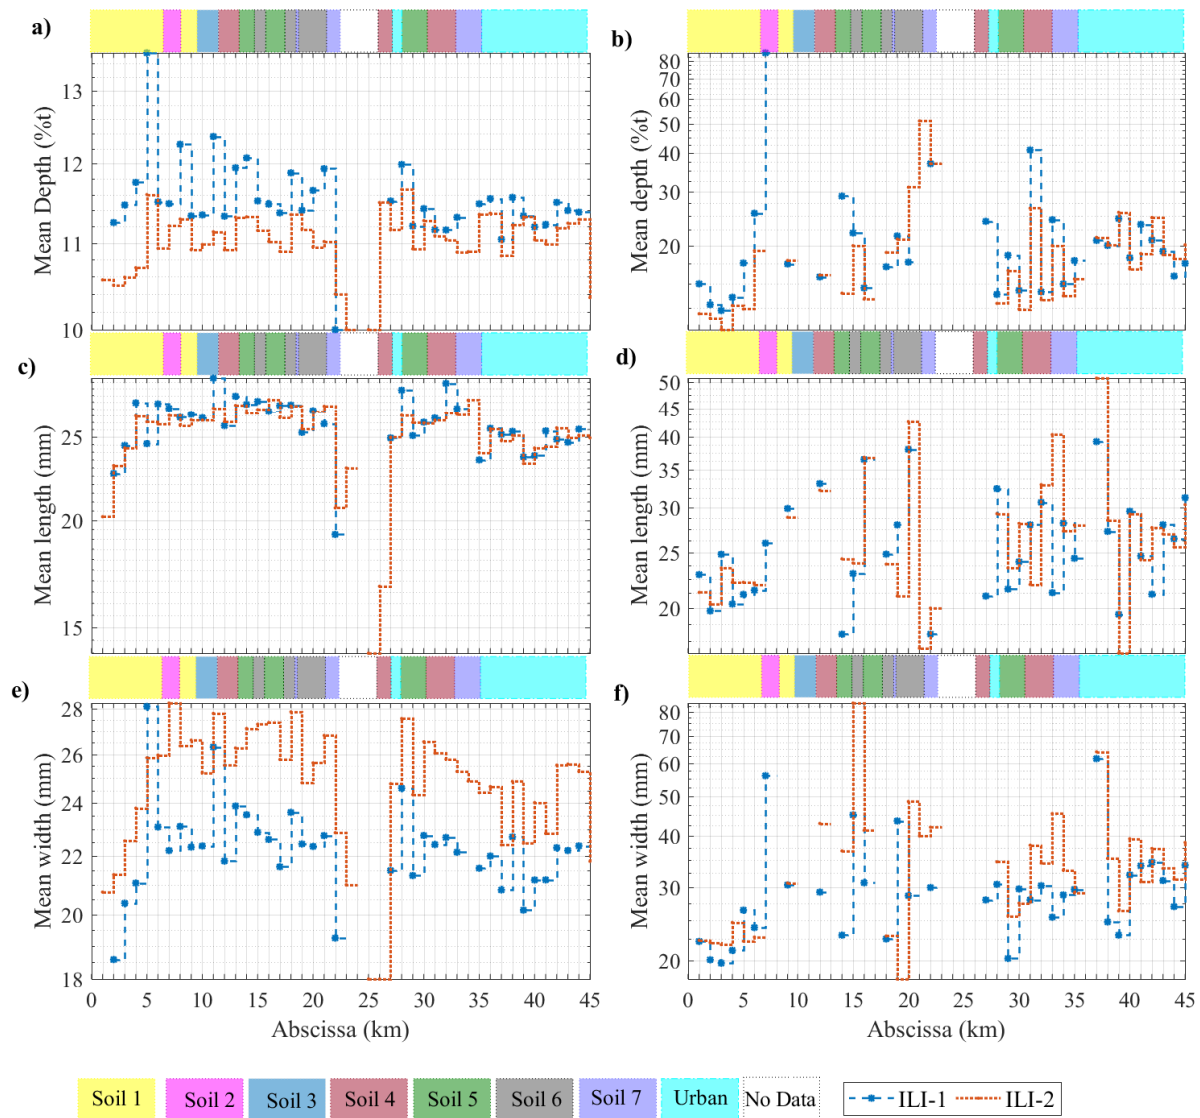 a)
b)
13
12
11
10
Mean Depth (%t)
80
70
60
50
40
30
20
Mean depth (%t)
c)
d)
25
20
15
Mean length (mm)
50
45
40
35
30
25
20
Mean length (mm)
e)
f)
28
26
24
22
20
18
Mean width (mm)
80
70
60
50
40
30
20
Mean width (mm)
0 5 10 15 20 25 30 35 40 45
0 5 10 15 20 25 30 35 40 45
Abscissa (km)
Abscissa (km)
Soil 1 Soil 2 Soil 3 Soil 4 Soil 5 Soil 6 Soil 7 Urban No Data ILI-1 ILI-2